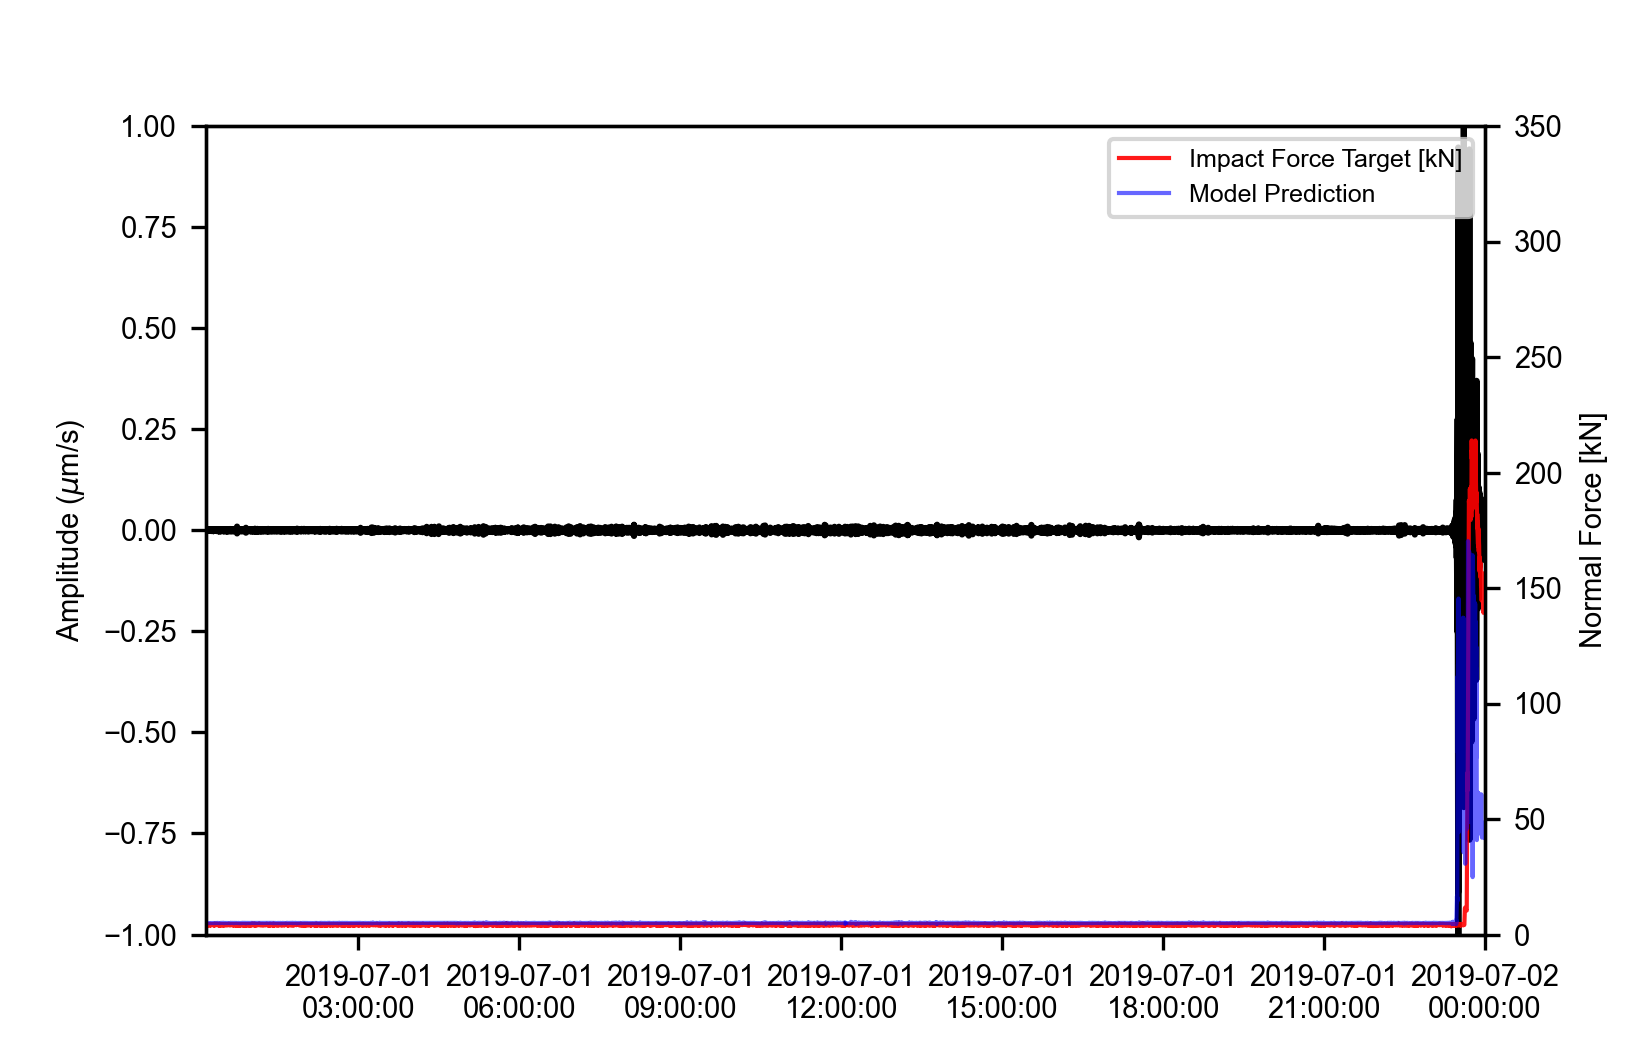 1.00
0.75
0.50
0.25
0.00
−0.25
−0.50
−0.75
−1.00
Amplitude (μm/s)
Impact Force Target [kN]
Model Prediction
350
300
250
200
150
100
50
0
Normal Force [kN]
2019-07-01 2019-07-01 2019-07-01 2019-07-01 2019-07-01 2019-07-01 2019-07-01 2019-07-02
03:00:00 06:00:00 09:00:00 12:00:00 15:00:00 18:00:00 21:00:00 00:00:00